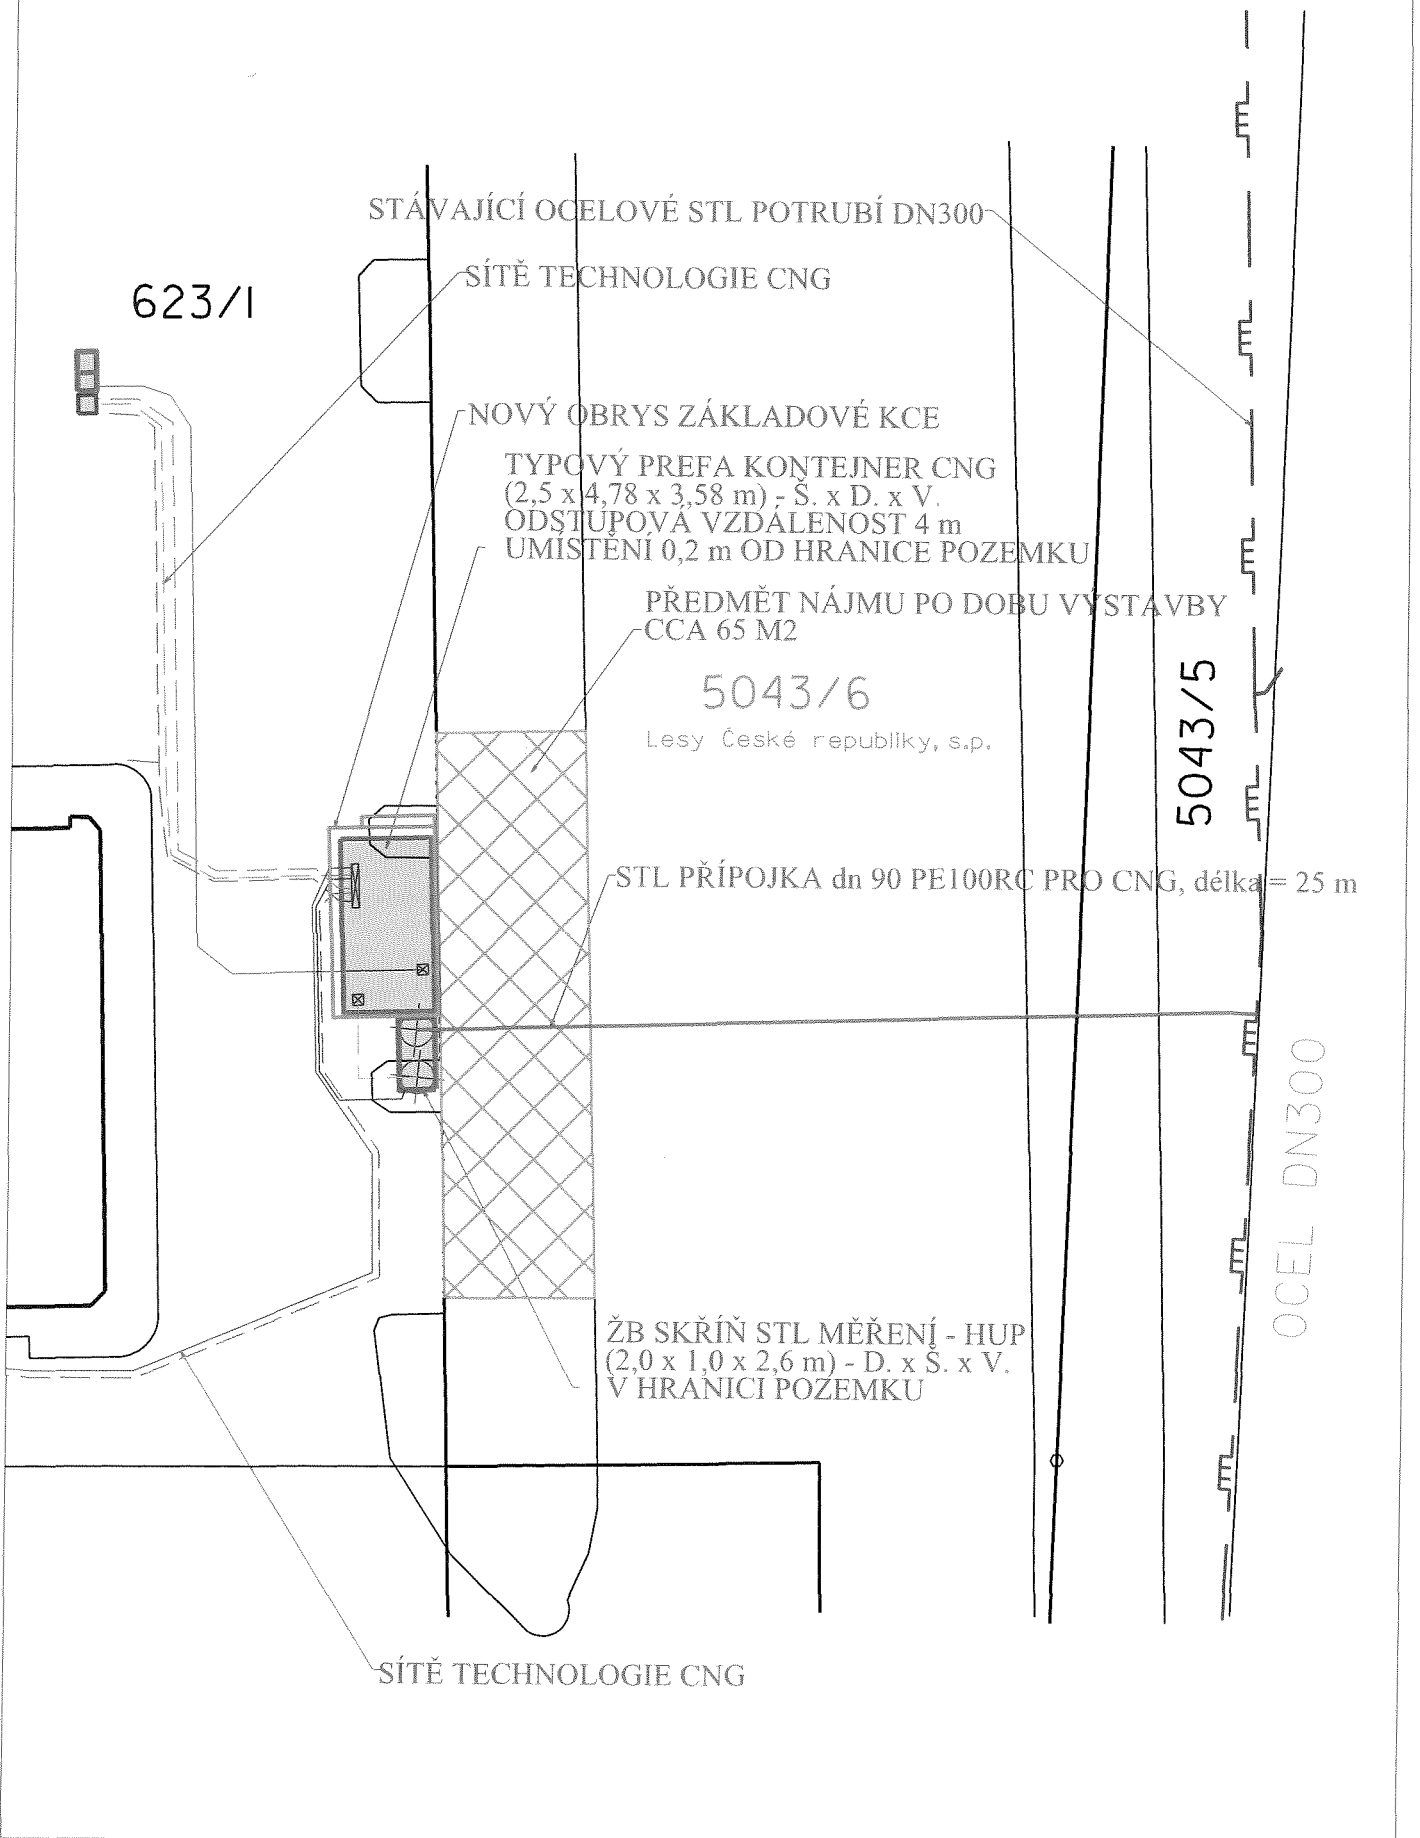 STÁVAJÍCÍ OCELOVÉ STL POTRUBÍ DN300
SÍTĚ TECHNOLOGIE CNG
623/1
NOVÝ OBRYS ZÁKLADOVÉ KCE
TYPOVÝ PREFA KONTEJNER CNG
(2,5 x 4,78 x 3,58 m) - Š. x D. x V.
ODSTUPOVÁ VZDÁLENOST 4 m
UMÍSTĚNÍ 0,2 m OD HRANICE POZEMKU
PŘEDMĚT NÁJMU PO DOBU VÝSTAVBY
CCA 65 M2
5043/6
Lesy České republiky, s.p.
5043/5
STL PŘÍPOJKA dn 90 PE100RC PRO CNG, délka = 25 m
OCEL DN300
ŽB SKŘÍŇ STL MĚŘENÍ - HUP
(2,0 x 1,0 x 2,6 m) - D. x Š. x V.
V HRANICI POZEMKU
SÍTĚ TECHNOLOGIE CNG